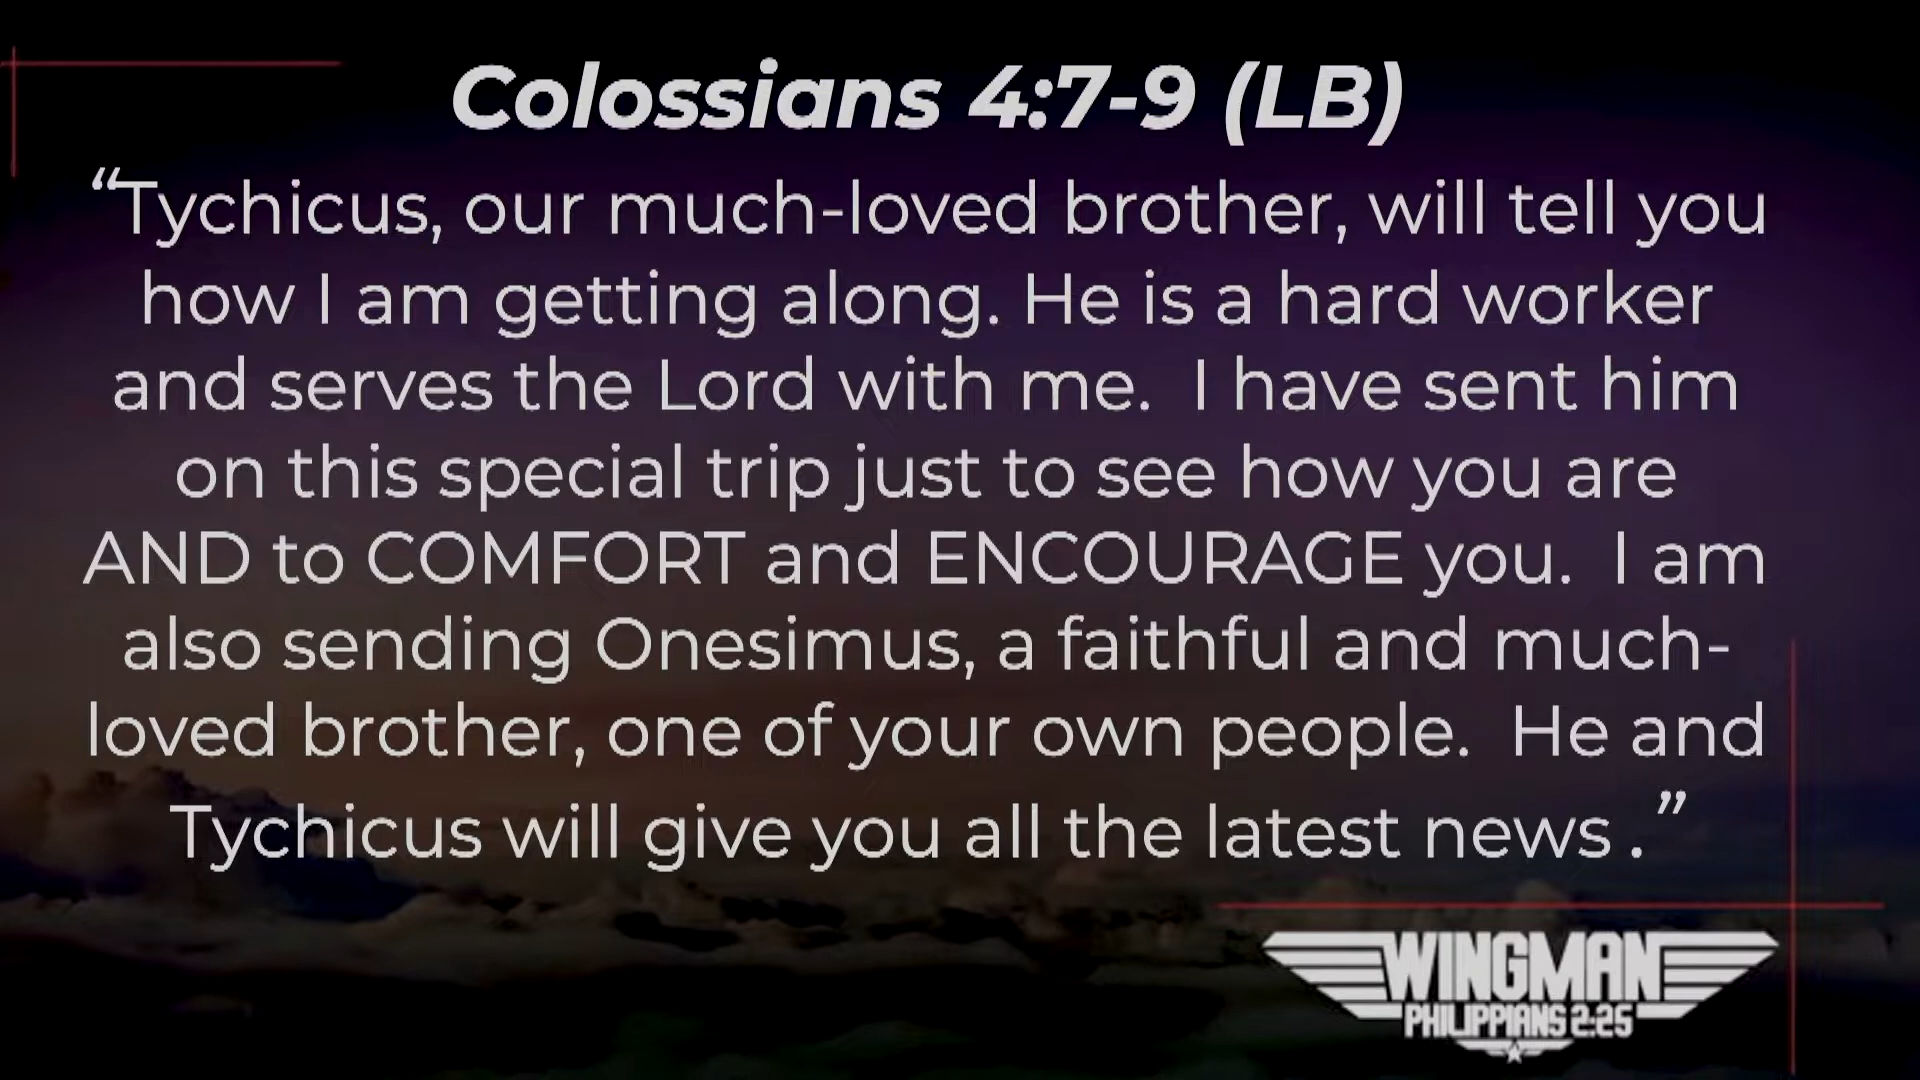 Colossians 4:7-9 (LB)
“Tychicus, our much-loved brother, will tell you
how I am getting along. He is a hard worker
and serves the Lord with me.  I have sent him
on this special trip just to see how you are
AND to COMFORT and ENCOURAGE you.  I am
also sending Onesimus, a faithful and much-
loved brother, one of your own people.  He and
Tychicus will give you all the latest news .”
WINGMAN
PHILIPPIANS 2:25